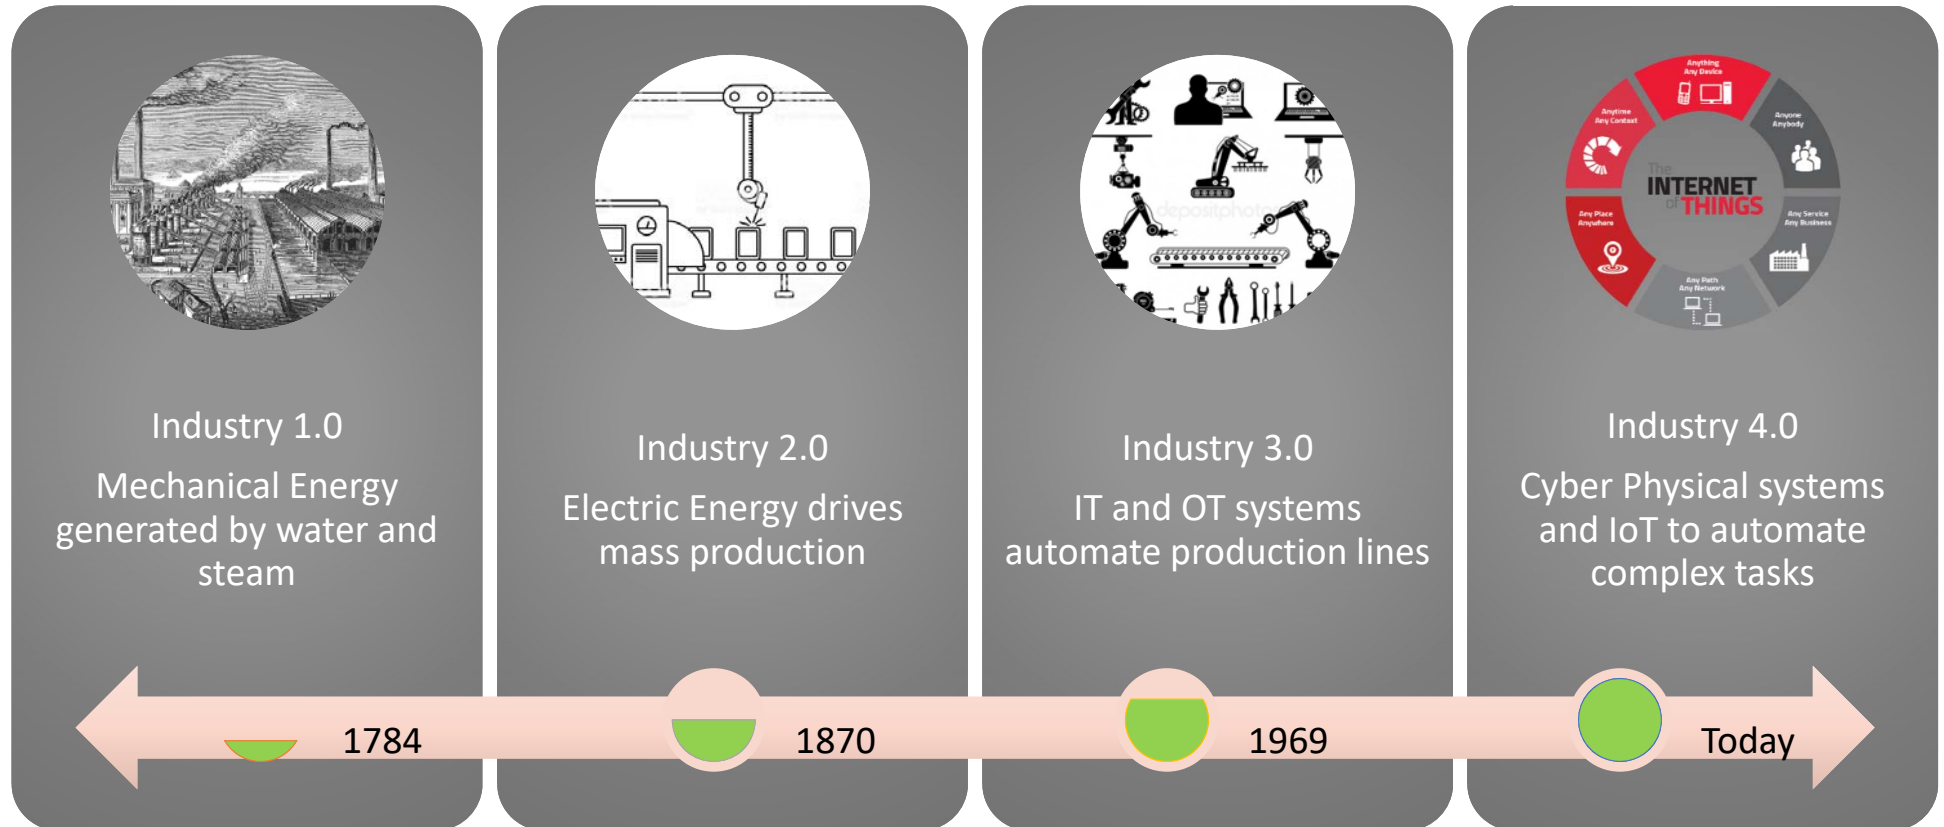 Industry 1.0
Mechanical Energy
generated by water and
steam
1784
Industry 2.0
Electric Energy drives
mass production
1870
depositphotos
Industry 3.0
IT and OT systems
automate production lines
1969
Anything
Any Device
Anyone
Anybody
Any Service
Any Business
Any Path
Any Network
Any Place
Anywhere
Anytime
Any Context
The
INTERNET
of THINGS
Industry 4.0
Cyber Physical systems
and IoT to automate
complex tasks
Today